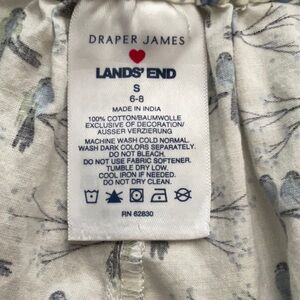 DRAPER JAMES
LANDS' END
S
6-8
MADE IN INDIA
100% COTTON/BAUMWOLLE
EXCLUSIVE OF DECORATION/
AUSSER VERZIERUNG
MACHINE WASH COLD NORMAL.
WASH DARK COLORS SEPARATELY.
DO NOT BLEACH.
DO NOT USE FABRIC SOFTENER.
TUMBLE DRY LOW.
COOL IRON IF NEEDED.
DO NOT DRY CLEAN.
RN 62830